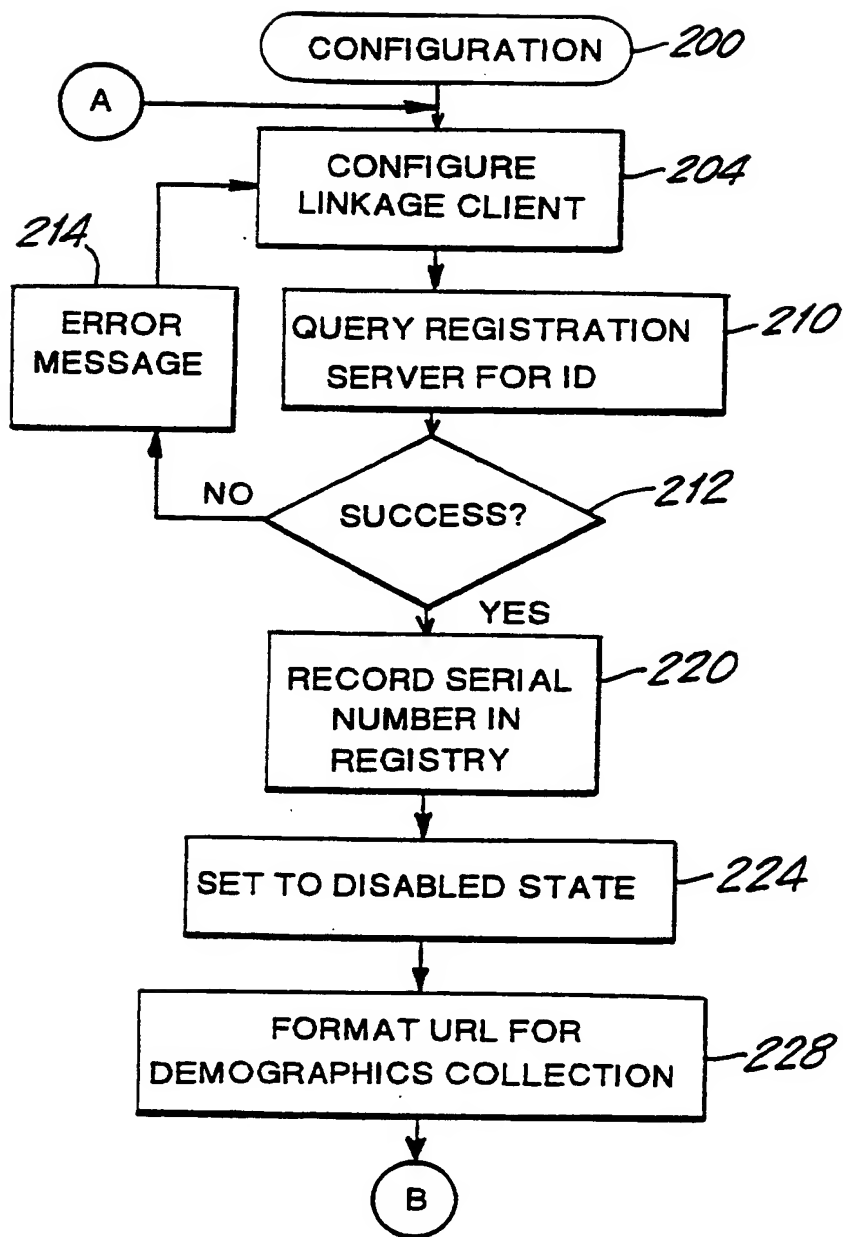 CONFIGURATION
200
A
CONFIGURE
LINKAGE CLIENT
204
214
ERROR
MESSAGE
QUERY REGISTRATION
SERVER FOR ID
210
NO
SUCCESS?
212
YES
RECORD SERIAL
NUMBER IN
REGISTRY
220
SET TO DISABLED STATE
224
FORMAT URL FOR
DEMOGRAPHICS COLLECTION
228
B